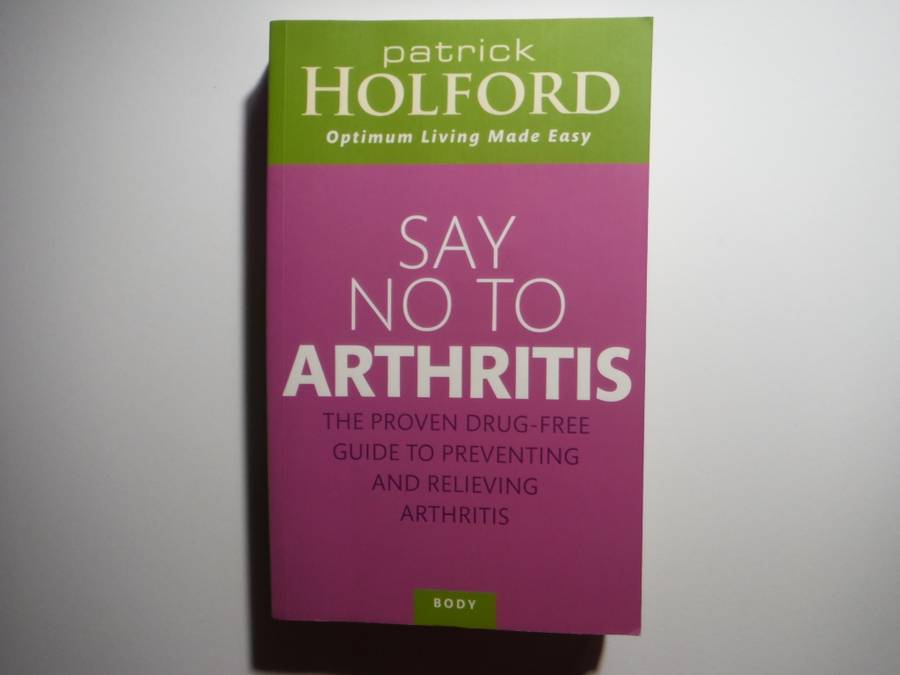 patrick
HOLFORD
Optimum Living Made Easy
SAY
NO TO
ARTHRITIS
THE PROVEN DRUG-FREE
GUIDE TO PREVENTING
AND RELIEVING
ARTHRITIS
BODY